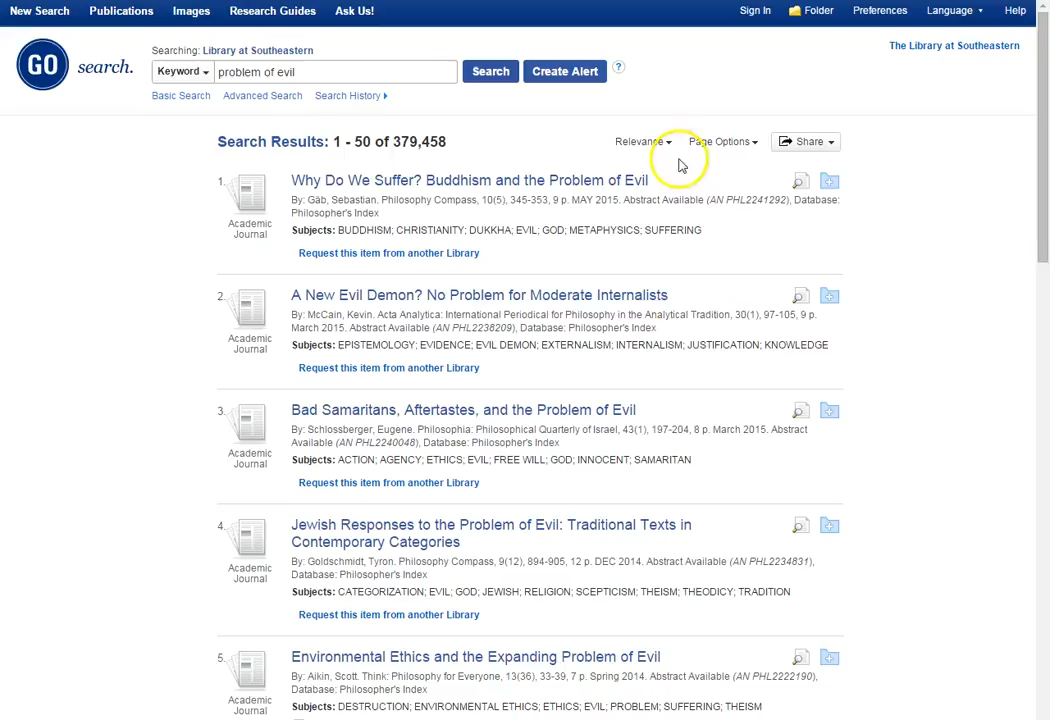 New Search Publications Images Research Guides Ask Us! Sign In Folder Preferences Language Help
GO search.
Searching: Library at Southeastern
The Library at Southeastern
Keyword problem of evil Search Create Alert ?
Basic Search Advanced Search Search History
Search Results: 1 - 50 of 379,458 Relevance Page Options Share
1. Why Do We Suffer? Buddhism and the Problem of Evil
By: Gäb, Sebastian. Philosophy Compass, 10(5), 345-353, 9 p. MAY 2015. Abstract Available (AN PHL2241292), Database:
Philosopher's Index
Academic
Journal
Subjects: BUDDHISM; CHRISTIANITY; DUKKHA; EVIL; GOD; METAPHYSICS; SUFFERING
Request this item from another Library
2. A New Evil Demon? No Problem for Moderate Internalists
By: McCain, Kevin. Acta Analytica: International Periodical for Philosophy in the Analytical Tradition, 30(1), 97-105, 9 p.
March 2015. Abstract Available (AN PHL2236209), Database: Philosopher's Index
Academic
Journal
Subjects: EPISTEMOLOGY; EVIDENCE; EVIL DEMON; EXTERNALISM; INTERNALISM; JUSTIFICATION; KNOWLEDGE
Request this item from another Library
3. Bad Samaritans, Aftertastes, and the Problem of Evil
By: Schlossberger, Eugene. Philosophia: Philosophical Quarterly of Israel, 43(1), 197-204, 8 p. March 2015. Abstract
Available (AN PHL2240048), Database: Philosopher's Index
Academic
Journal
Subjects: ACTION; AGENCY; ETHICS; EVIL; FREE WILL; GOD; INNOCENT; SAMARITAN
Request this item from another Library
4. Jewish Responses to the Problem of Evil: Traditional Texts in
Contemporary Categories
By: Goldschmidt, Tyron. Philosophy Compass, 9(12), 894-905, 12 p. DEC 2014. Abstract Available (AN PHL2234831),
Database: Philosopher's Index
Academic
Journal
Subjects: CATEGORIZATION; EVIL; GOD; JEWISH; RELIGION; SCEPTICISM; THEISM; THEODICY; TRADITION
Request this item from another Library
5. Environmental Ethics and the Expanding Problem of Evil
By: Aikin, Scott. Think: Philosophy for Everyone, 13(36), 33-39, 7 p. Spring 2014. Abstract Available (AN PHL2222190),
Database: Philosopher's Index
Academic
Journal
Subjects: DESTRUCTION; ENVIRONMENTAL ETHICS; ETHICS; EVIL; PROBLEM; SUFFERING; THEISM